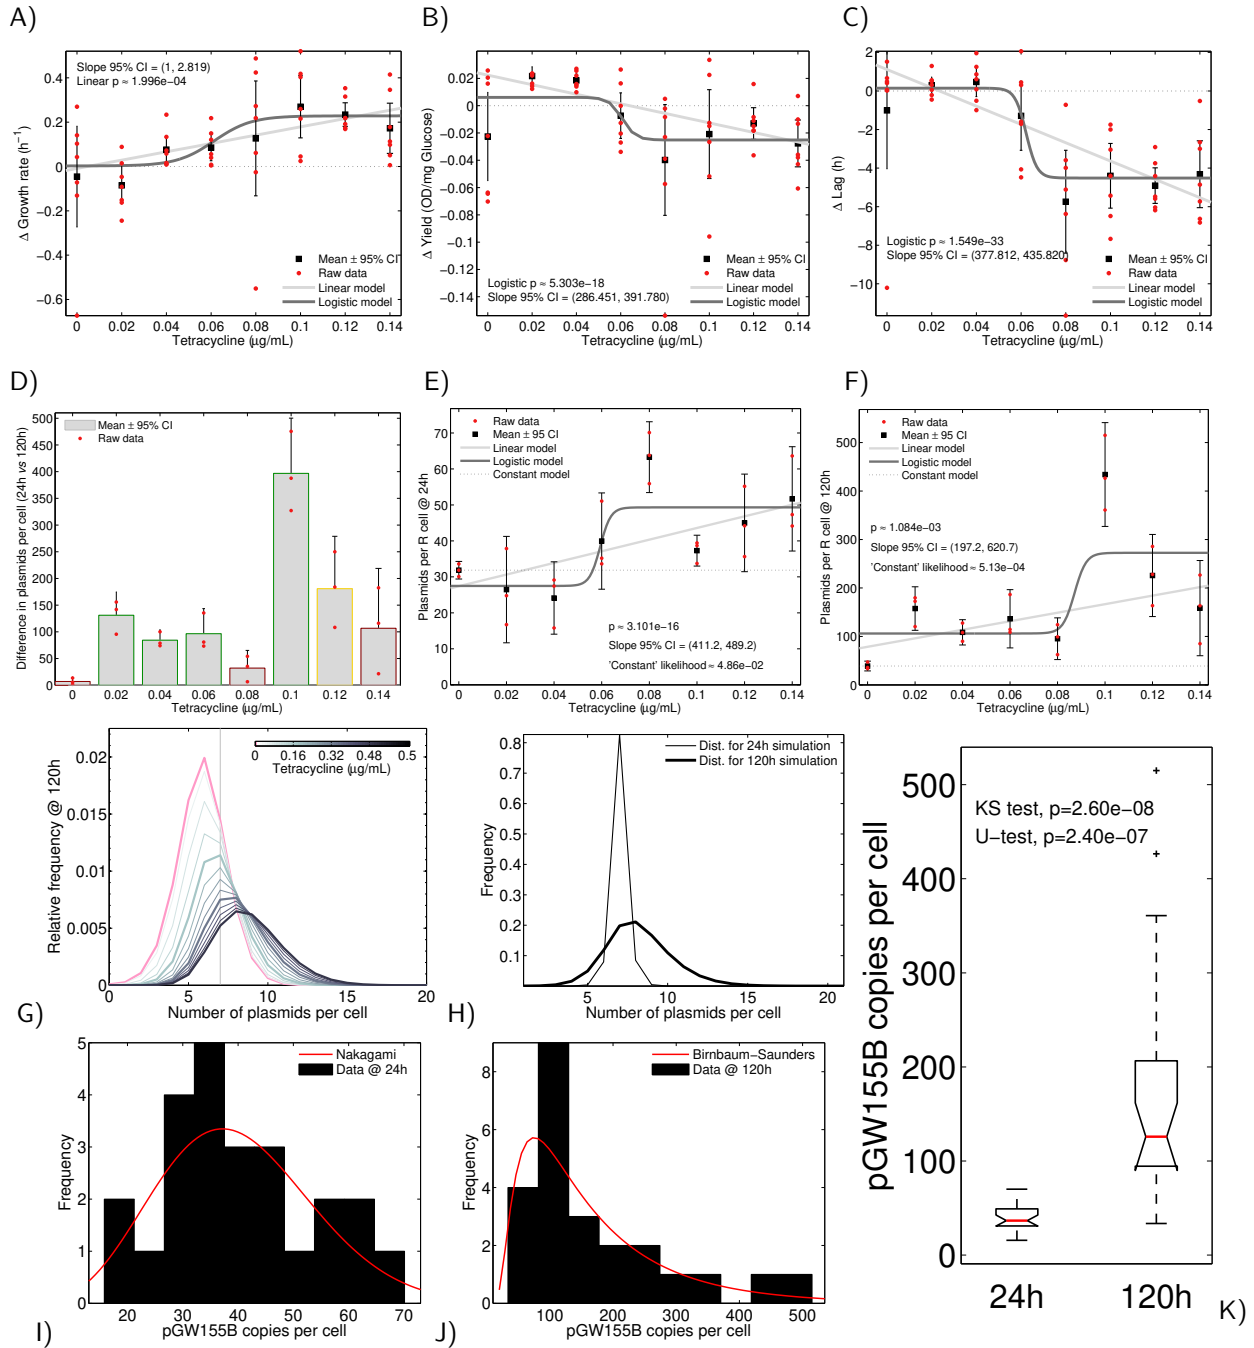 A)
Slope 95% CI = (1, 2.819)
Linear p ≈ 1.996e−04
Δ Growth rate (h⁻¹)
0.4
0.2
0
−0.2
−0.4
−0.6
Mean ± 95% CI
Raw data
Linear model
Logistic model
0 0.02 0.04 0.06 0.08 0.10 0.12 0.14
Tetracycline (μg/mL)
B)
Δ Yield (OD/mg Glucose)
0.02
0
−0.02
−0.04
−0.06
−0.08
−0.1
−0.12
−0.14
Logistic p ≈ 5.303e−18
Slope 95% CI = (286.451, 391.780)
Mean ± 95% CI
Raw data
Linear model
Logistic model
0 0.02 0.04 0.06 0.08 0.1 0.12 0.14
Tetracycline (μg/mL)
C)
Δ Lag (h)
2
0
−2
−4
−6
−8
−10
Logistic p ≈ 1.549e−33
Slope 95% CI = (377.812, 435.820)
Mean ± 95% CI
Raw data
Linear model
Logistic model
0 0.02 0.04 0.06 0.08 0.10 0.12 0.14
Tetracycline (μg/mL)
D)
Difference in plasmids per cell (24h vs 120h)
500
450
400
350
300
250
200
150
100
50
0
Mean ± 95% CI
Raw data
0 0.02 0.04 0.06 0.08 0.1 0.12 0.14
Tetracycline (μg/mL)
E)
Plasmids per R cell @ 24h
80
70
60
50
40
30
20
10
0
Raw data
Mean ± 95 CI
Linear model
Logistic model
Constant model
p ≈ 3.101e−16
Slope 95% CI = (411.2, 489.2)
'Constant' likelihood ≈ 4.86e−02
0 0.02 0.04 0.06 0.08 0.1 0.12 0.14
Tetracycline (μg/mL)
F)
Plasmids per R cell @ 120h
500
400
300
200
100
0
Raw data
Mean ± 95 CI
Linear model
Logistic model
Constant model
p ≈ 1.084e−03
Slope 95% CI = (197.2, 620.7)
'Constant' likelihood ≈ 5.13e−04
0 0.02 0.04 0.06 0.08 0.1 0.12 0.14
Tetracycline (μg/mL)
Relative frequency @ 120h
0.02
0.015
0.01
0.005
0
0 0.16 0.32 0.48 0.5
Tetracycline (μg/mL)
0 5 10 15 20
Number of plasmids per cell
G)
Frequency
0.8
0.7
0.6
0.5
0.4
0.3
0.2
0.1
Dist. for 24h simulation
Dist. for 120h simulation
5 10 15 20
Number of plasmids per cell
H)
Frequency
5
4
3
2
1
0
Nakagami
Data @ 24h
20 30 40 50 60 70
pGW155B copies per cell
I)
Frequency
8
6
4
2
0
Birnbaum−Saunders
Data @ 120h
100 200 300 400 500
pGW155B copies per cell
J)
pGW155B copies per cell
500
400
300
200
100
0
KS test, p=2.60e−08
U−test, p=2.40e−07
24h 120h
K)